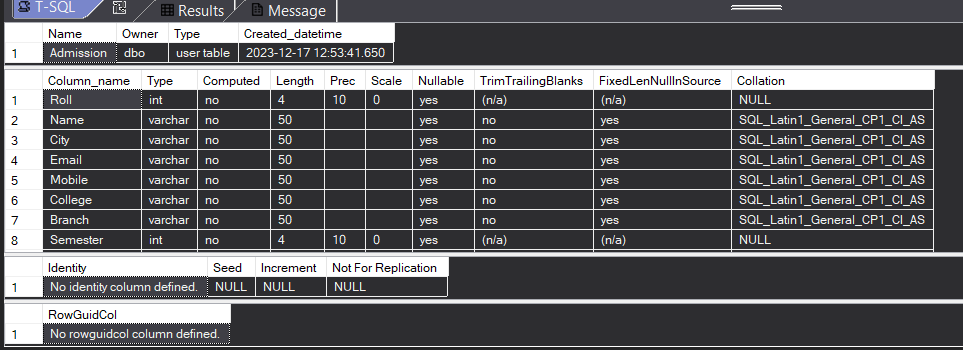 T-SQL Results Message
Name Owner Type Created_datetime
1 Admission dbo user table 2023-12-17 12:53:41.650
Column_name Type Computed Length Prec Scale Nullable TrimTrailingBlanks FixedLenNullInSource Collation
1 Roll int no 4 10 0 yes (n/a) (n/a) NULL
2 Name varchar no 50 yes no yes SQL_Latin1_General_CP1_CI_AS
3 City varchar no 50 yes no yes SQL_Latin1_General_CP1_CI_AS
4 Email varchar no 50 yes no yes SQL_Latin1_General_CP1_CI_AS
5 Mobile varchar no 50 yes no yes SQL_Latin1_General_CP1_CI_AS
6 College varchar no 50 yes no yes SQL_Latin1_General_CP1_CI_AS
7 Branch varchar no 50 yes no yes SQL_Latin1_General_CP1_CI_AS
8 Semester int no 4 10 0 yes (n/a) (n/a) NULL
Identity Seed Increment Not For Replication
1 No identity column defined. NULL NULL NULL
RowGuidCol
1 No rowguidcol column defined.